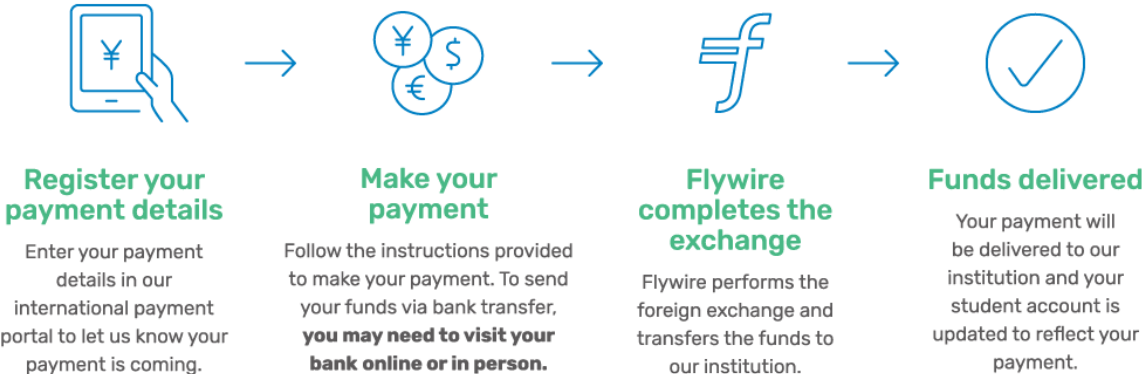 ¥
Register your
payment details
Enter your payment
details in our
international payment
portal to let us know your
payment is coming.
¥
$
€
Make your
payment
Follow the instructions provided
to make your payment. To send
your funds via bank transfer,
you may need to visit your
bank online or in person.
Flywire
completes the
exchange
Flywire performs the
foreign exchange and
transfers the funds to
our institution.
Funds delivered
Your payment will
be delivered to our
institution and your
student account is
updated to reflect your
payment.